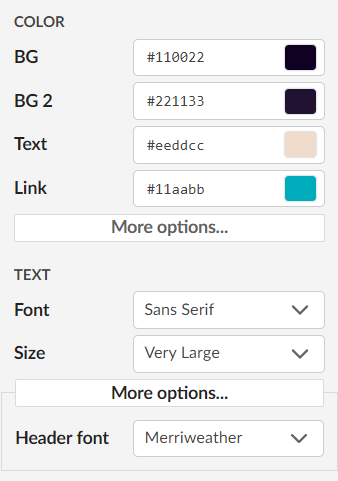 COLOR
BG #110022
BG 2 #221133
Text #eeddcc
Link #11aabb
More options...
TEXT
Font Sans Serif
Size Very Large
More options...
Header font Merriweather